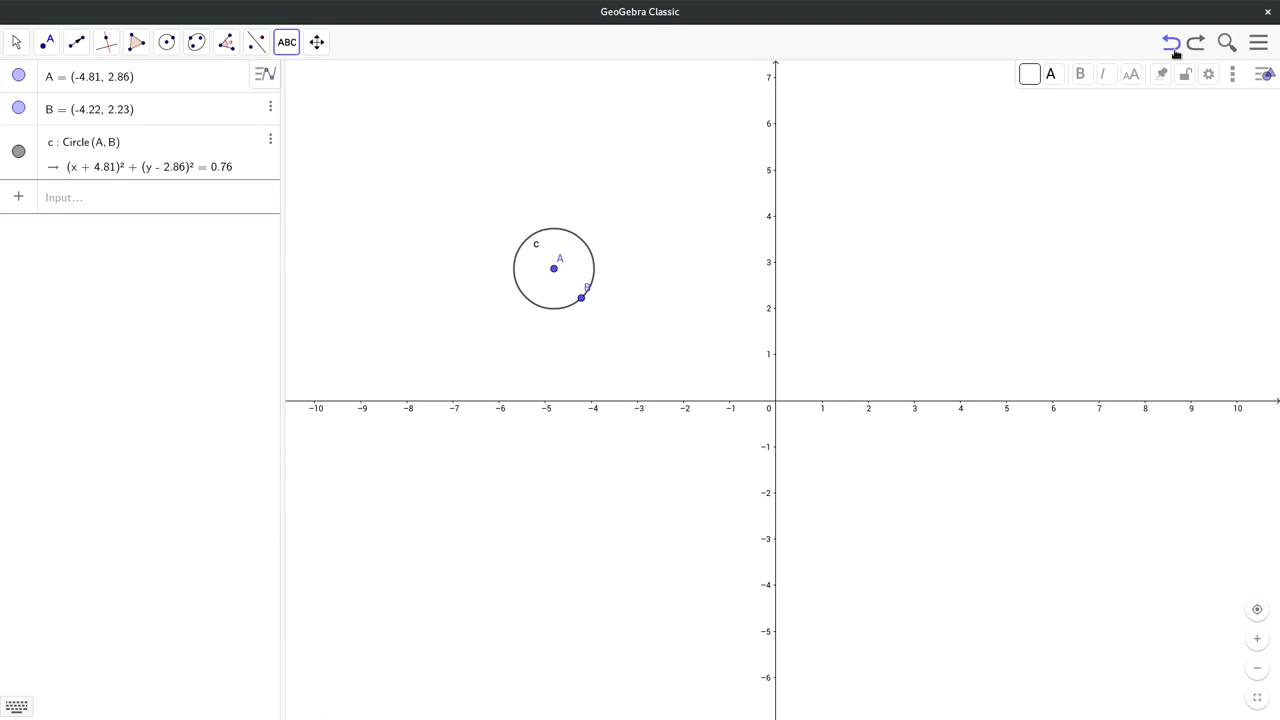 GeoGebra Classic ×
A ABC
A = (-4.81, 2.86)
A B I AA
B = (-4.22, 2.23)
c : Circle (A, B)
→ (x + 4.81)² + (y - 2.86)² = 0.76
+ Input…
7
6
5
4
3
2
1
c
A
B
−10 −9 −8 −7 −6 −5 −4 −3 −2 −1 0 1 2 3 4 5 6 7 8 9 10
−1
−2
−3
−4
−5
−6
+
−